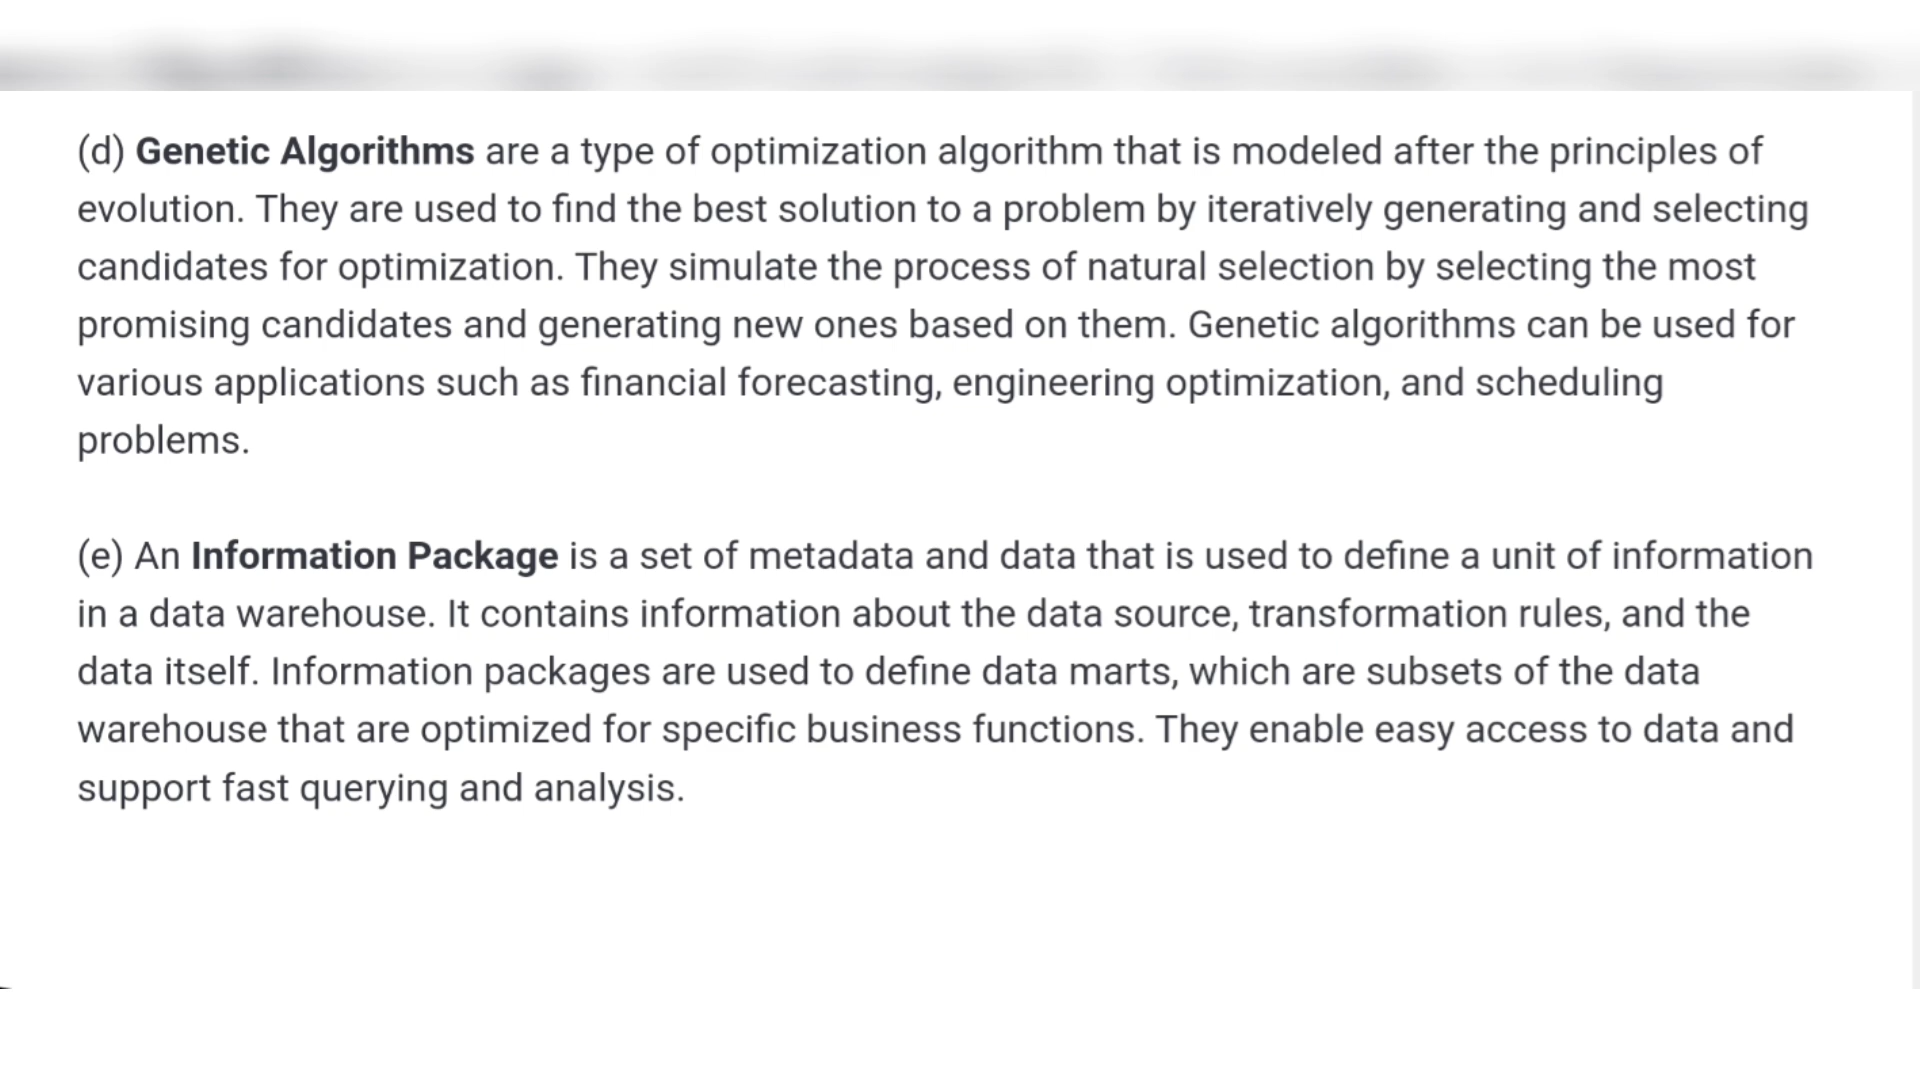 (d) Genetic Algorithms are a type of optimization algorithm that is modeled after the principles of
evolution. They are used to find the best solution to a problem by iteratively generating and selecting
candidates for optimization. They simulate the process of natural selection by selecting the most
promising candidates and generating new ones based on them. Genetic algorithms can be used for
various applications such as financial forecasting, engineering optimization, and scheduling
problems.
(e) An Information Package is a set of metadata and data that is used to define a unit of information
in a data warehouse. It contains information about the data source, transformation rules, and the
data itself. Information packages are used to define data marts, which are subsets of the data
warehouse that are optimized for specific business functions. They enable easy access to data and
support fast querying and analysis.